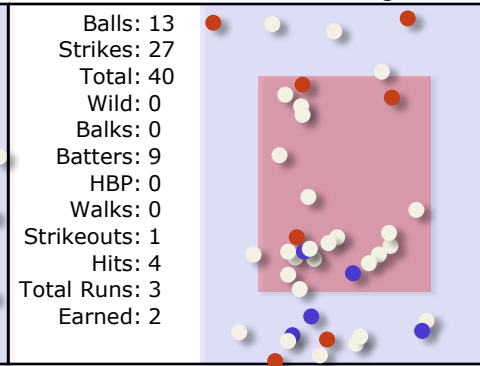 Balls: 13
Strikes: 27
Total: 40
Wild: 0
Balks: 0
Batters: 9
HBP: 0
Walks: 0
Strikeouts: 1
Hits: 4
Total Runs: 3
Earned: 2